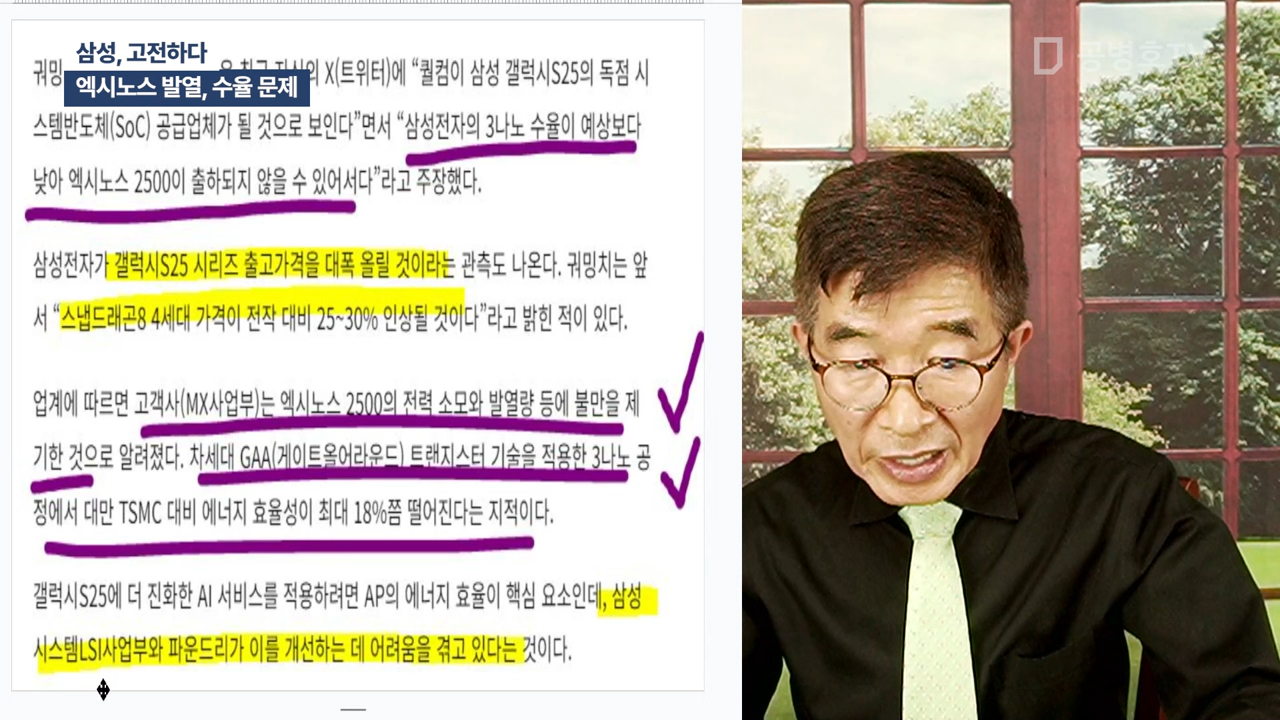 삼성, 고전하다
엑시노스 발열, 수율 문제
궈밍 X(트위터)에 “퀄컴이 삼성 갤럭시S25의 독점 시
스템반도체(SoC) 공급업체가 될 것으로 보인다”면서 “삼성전자의 3나노 수율이 예상보다
낮아 엑시노스 2500이 출하되지 않을 수 있어서다”라고 주장했다.
삼성전자가 갤럭시S25 시리즈 출고가격을 대폭 올릴 것이라는 관측도 나온다. 궈밍치는 앞
서 “스냅드래곤8 4세대 가격이 전작 대비 25~30% 인상될 것이다”라고 밝힌 적이 있다.
업계에 따르면 고객사(MX사업부)는 엑시노스 2500의 전력 소모와 발열량 등에 불만을 제
기한 것으로 알려졌다. 차세대 GAA(게이트올어라운드) 트랜지스터 기술을 적용한 3나노 공
정에서 대만 TSMC 대비 에너지 효율성이 최대 18%쯤 떨어진다는 지적이다.
갤럭시S25에 더 진화한 AI 서비스를 적용하려면 AP의 에너지 효율이 핵심 요소인데, 삼성
시스템LSI사업부와 파운드리가 이를 개선하는 데 어려움을 겪고 있다는 것이다.
공병호TV